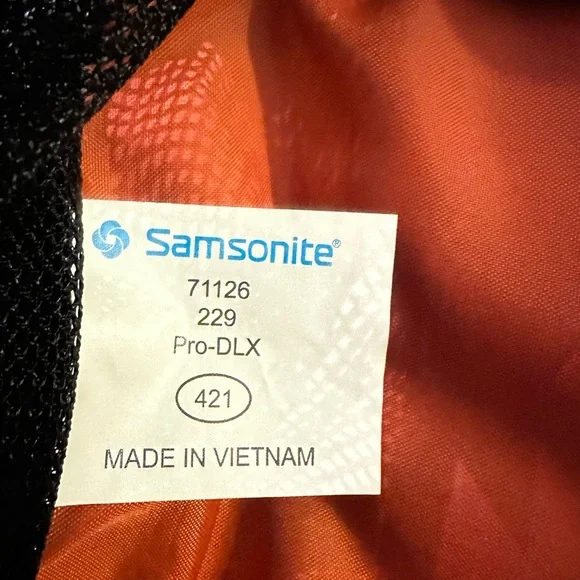 Samsonite®
71126
229
Pro-DLX
421
MADE IN VIETNAM